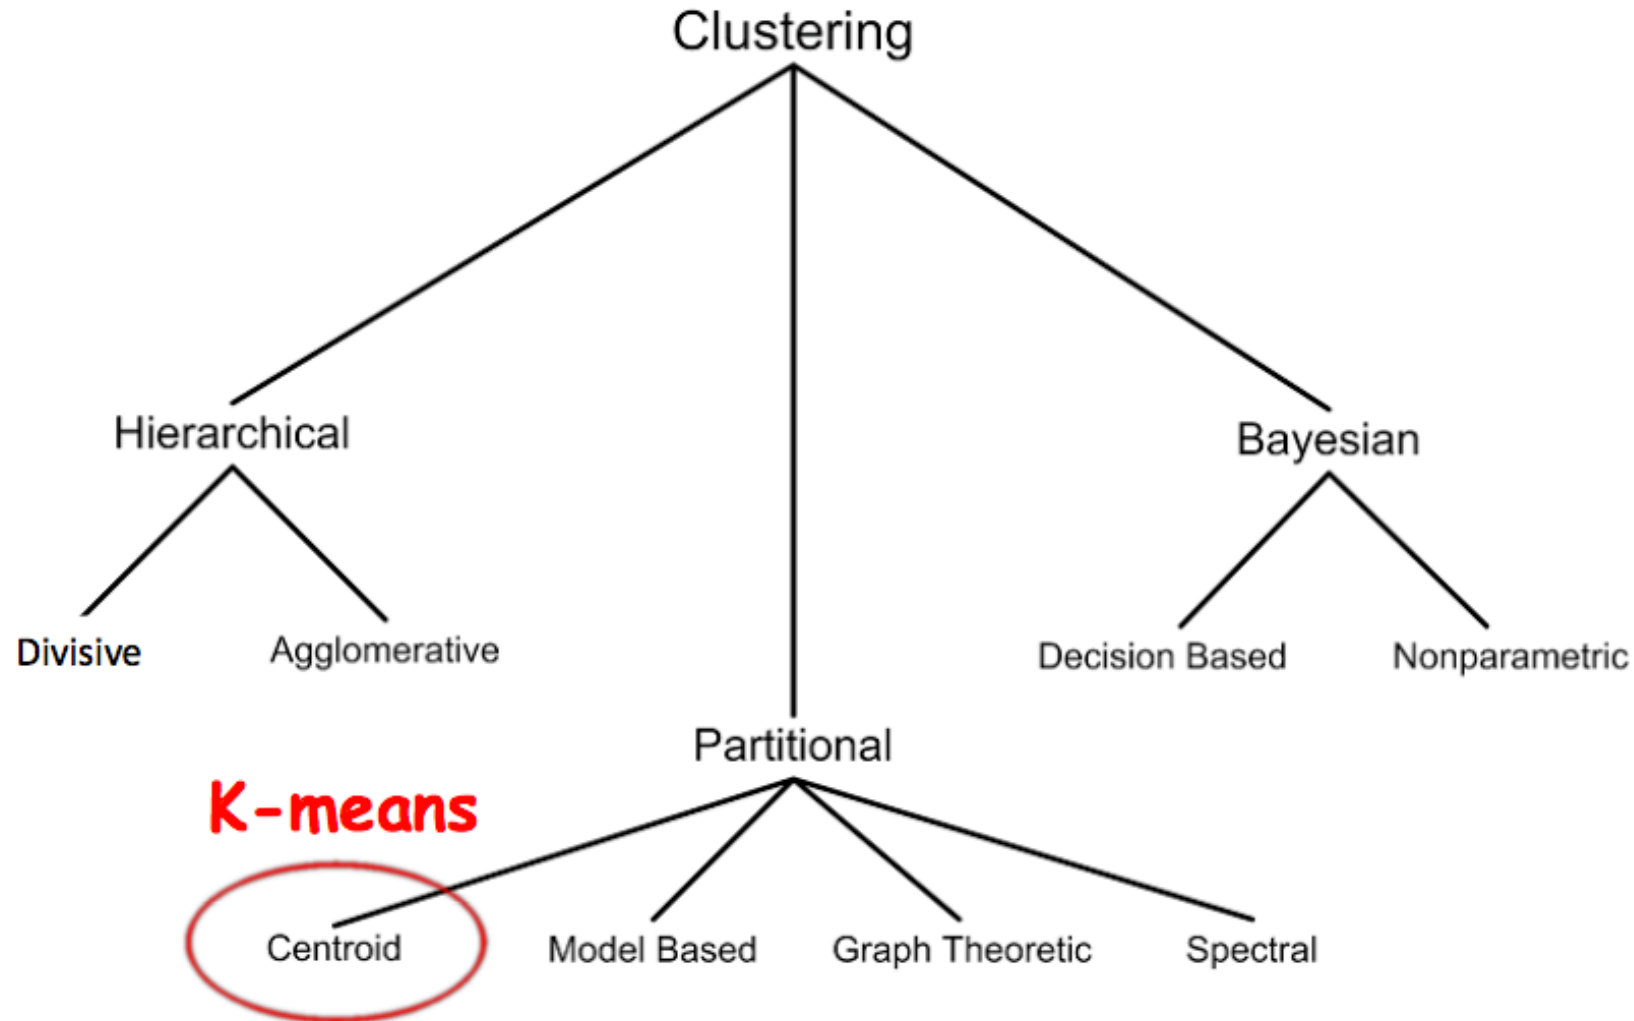 Clustering
Hierarchical
Bayesian
Divisive
Agglomerative
Decision Based
Nonparametric
Partitional
K-means
Centroid
Model Based
Graph Theoretic
Spectral